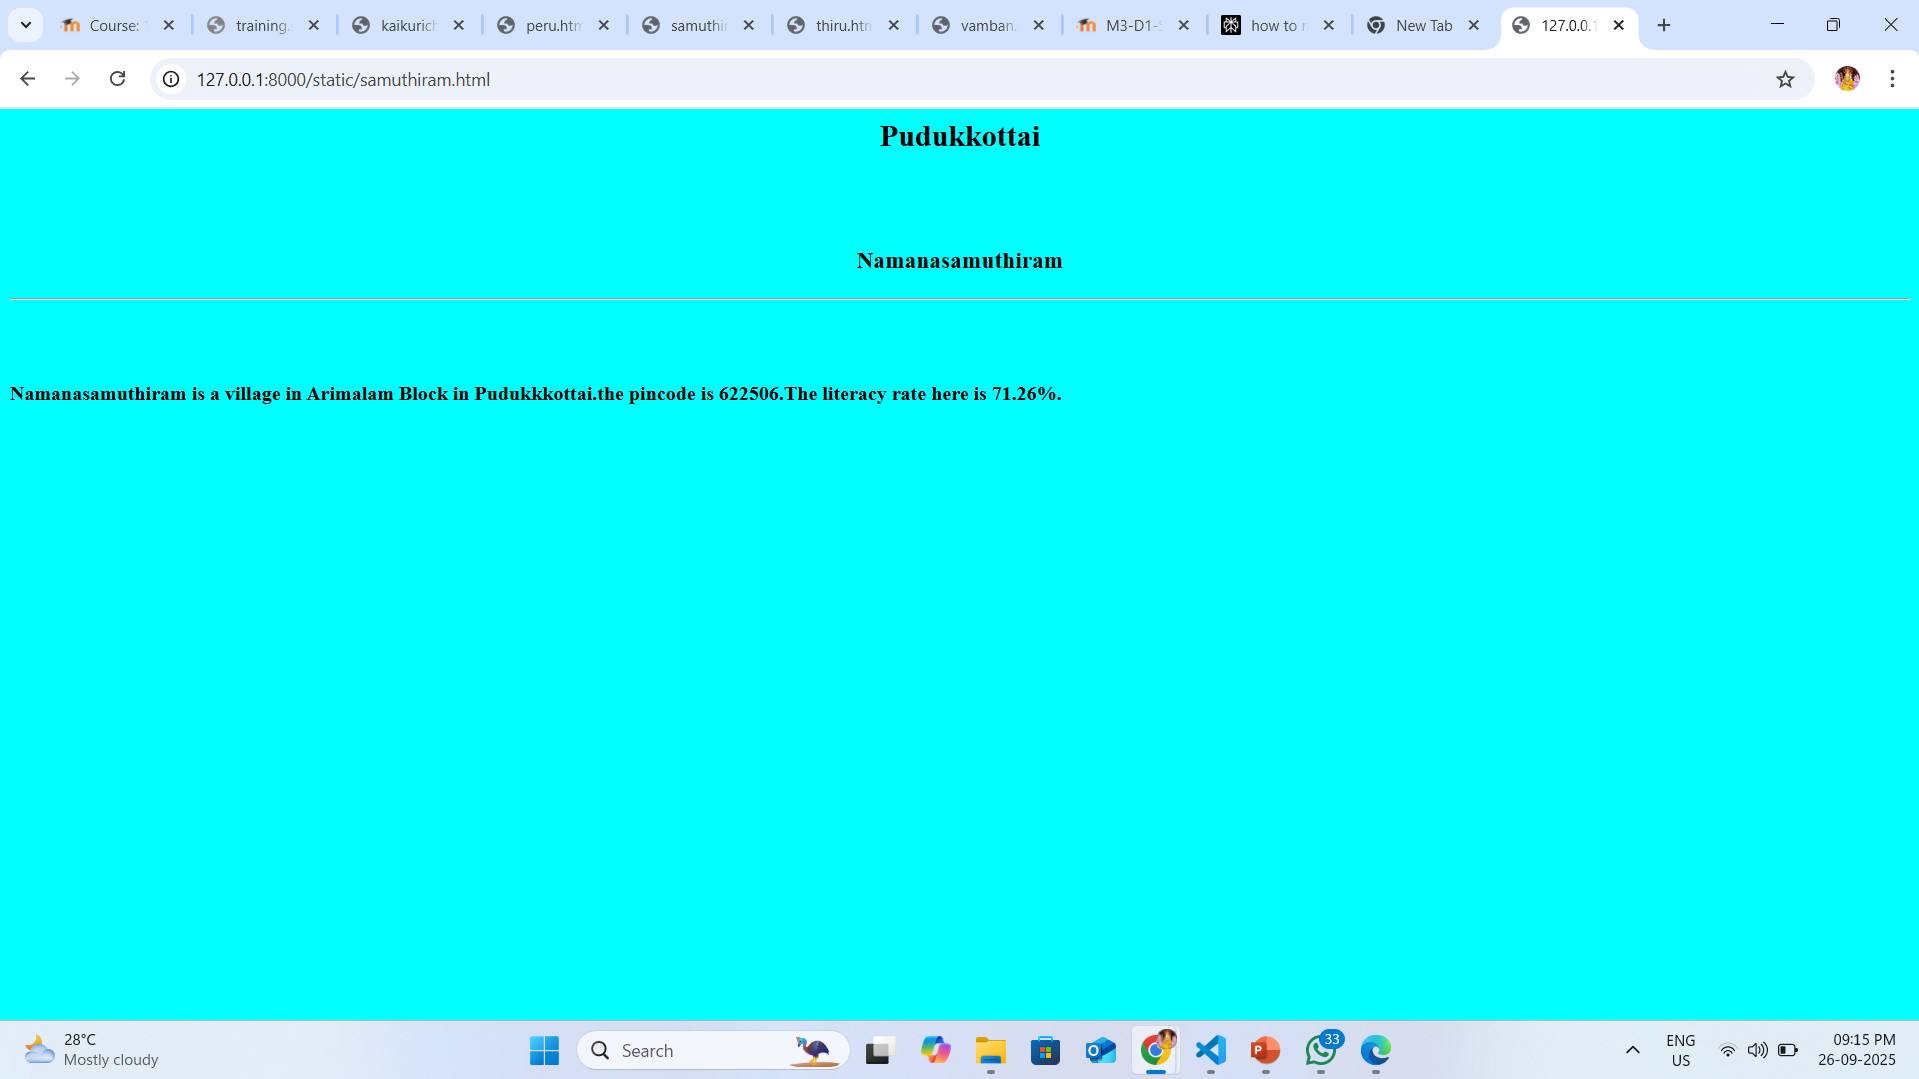 Course: T
training.
kaikurich
peru.htm
samuthir
thiru.htm
vamban.
M3-D1-S
how to r
New Tab
127.0.0.1
127.0.0.1:8000/static/samuthiram.html
Pudukkottai
Namanasamuthiram
Namanasamuthiram is a village in Arimalam Block in Pudukkkottai.the pincode is 622506.The literacy rate here is 71.26%.
28°C
Mostly cloudy
Search
33
ENG
US
09:15 PM
26-09-2025